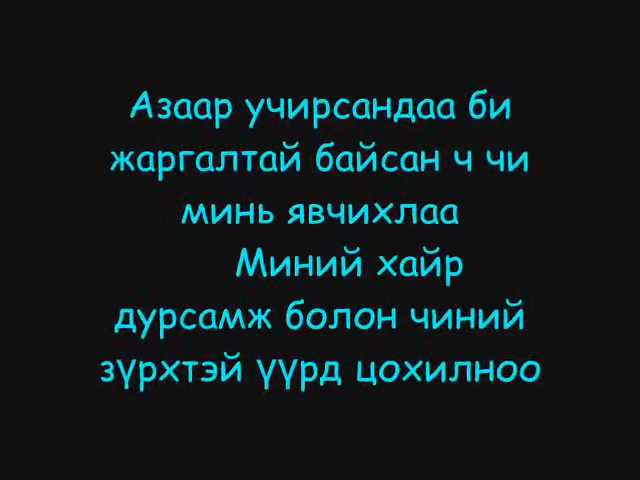 Азаар учирсандаа би
жаргалтай байсан ч чи
минь явчихлаа
Миний хайр
дурсамж болон чиний
зүрхтэй үүрд цохилноо